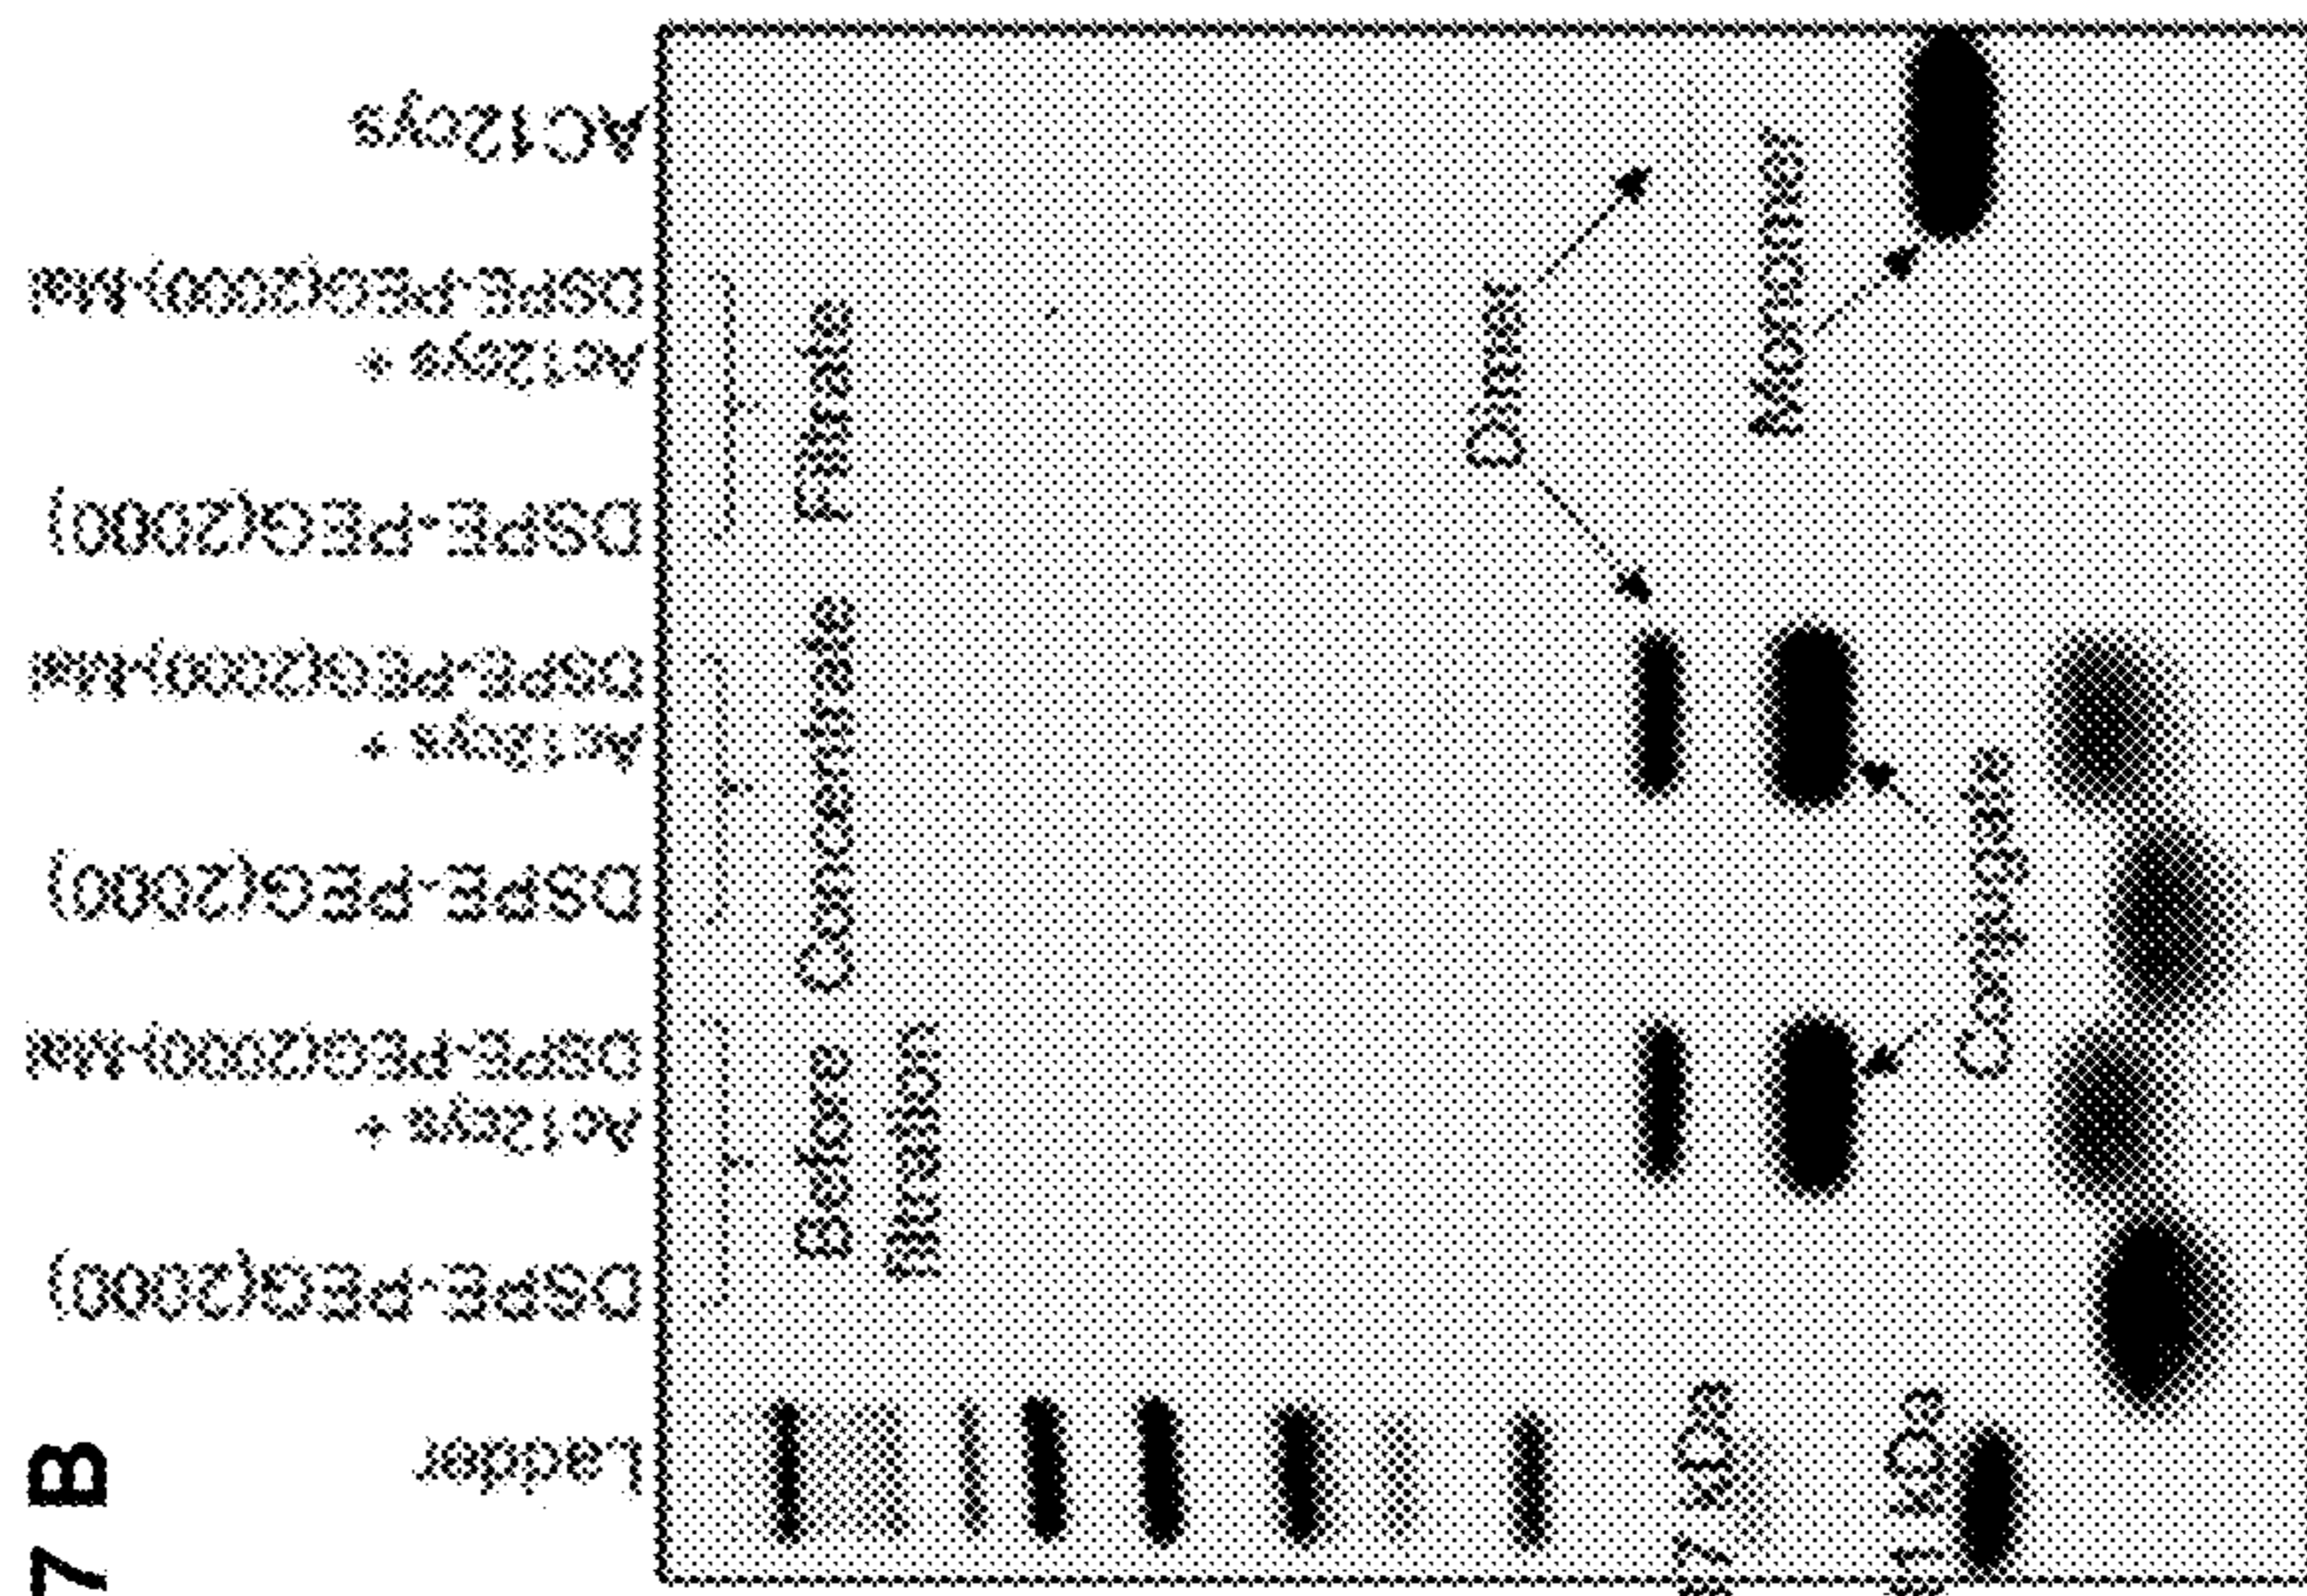 7 B
Ladder
DSPE-PEG(2000)
Ac12cys +
DSPE-PEG(2000)-Mal
DSPE-PEG(2000)
Ac12cys +
DSPE-PEG(2000)-Mal
DSPE-PEG(2000)
Ac12cys +
DSPE-PEG(2000)-Mal
AC12cys
Before
filtration
Concentrate
Filtrate
Dimer
Monomer
Conjugate
kDa
kDa